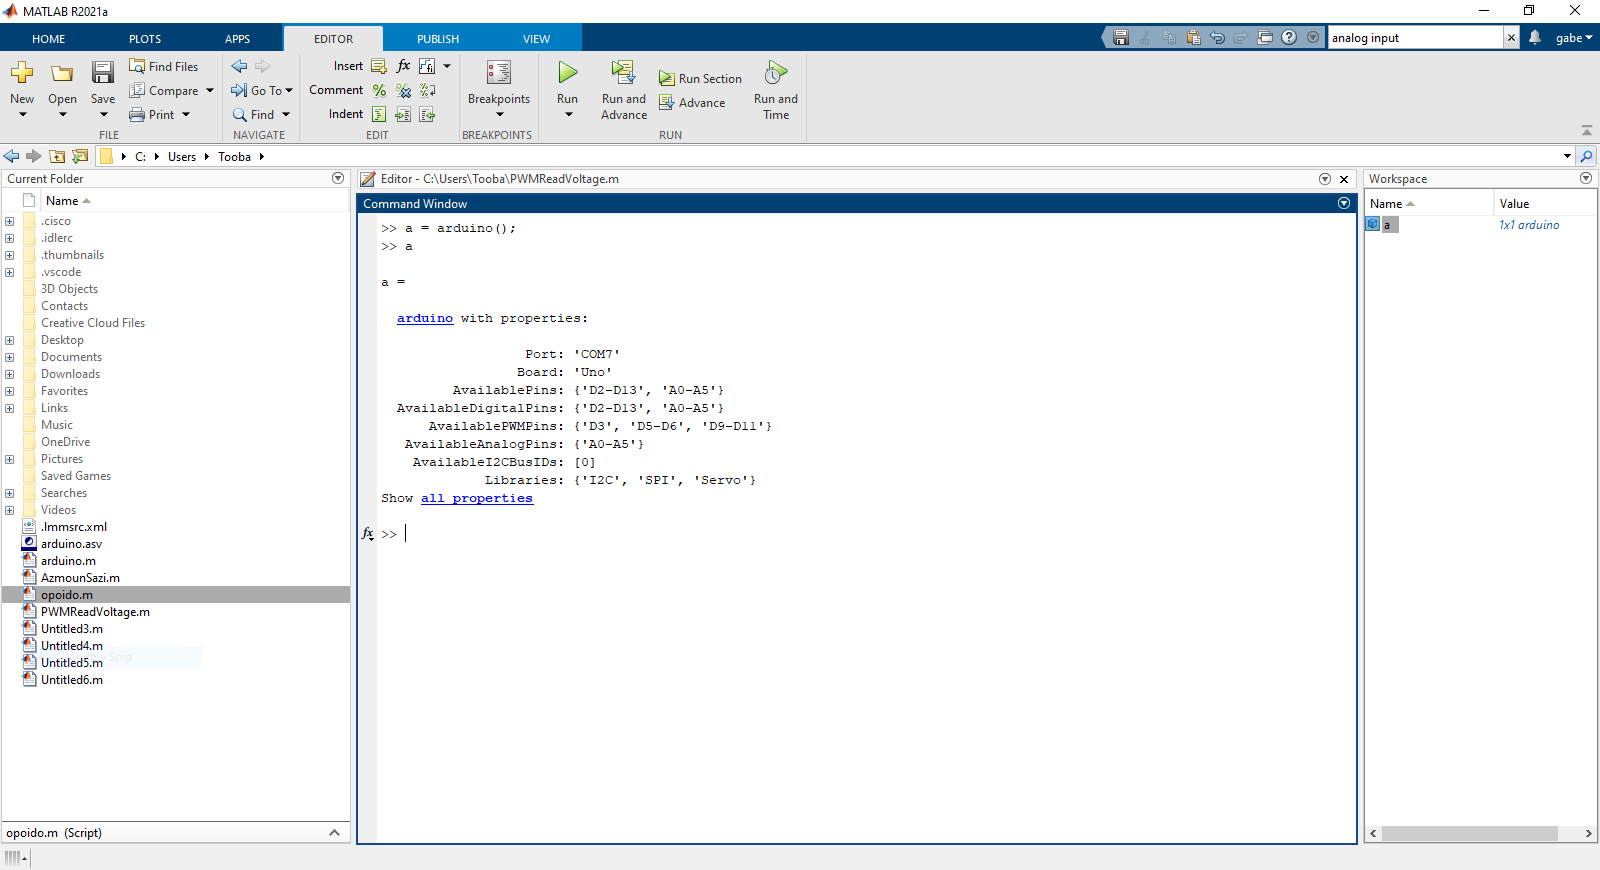 MATLAB R2021a
HOME PLOTS APPS EDITOR PUBLISH VIEW analog input gabe
New Open Save Find Files Compare Print
FILE
Go To Find
NAVIGATE
Insert fx
Comment
Indent
EDIT
Breakpoints
BREAKPOINTS
Run Run and Advance Run Section Advance Run and Time
RUN
C: Users Tooba
Current Folder
Name
.cisco
.idlerc
.thumbnails
.vscode
3D Objects
Contacts
Creative Cloud Files
Desktop
Documents
Downloads
Favorites
Links
Music
OneDrive
Pictures
Saved Games
Searches
Videos
.lmmsrc.xml
arduino.asv
arduino.m
AzmounSazi.m
opoido.m
PWMReadVoltage.m
Untitled3.m
Untitled4.m
Snip
Untitled5.m
Untitled6.m
opoido.m (Script)
Editor - C:\Users\Tooba\PWMReadVoltage.m
Command Window
>> a = arduino();
>> a
a =
arduino with properties:
Port: 'COM7'
Board: 'Uno'
AvailablePins: {'D2-D13', 'A0-A5'}
AvailableDigitalPins: {'D2-D13', 'A0-A5'}
AvailablePWMPins: {'D3', 'D5-D6', 'D9-D11'}
AvailableAnalogPins: {'A0-A5'}
AvailableI2CBusIDs: [0]
Libraries: {'I2C', 'SPI', 'Servo'}
Show all properties
fx >>
Workspace
Name Value
a 1x1 arduino